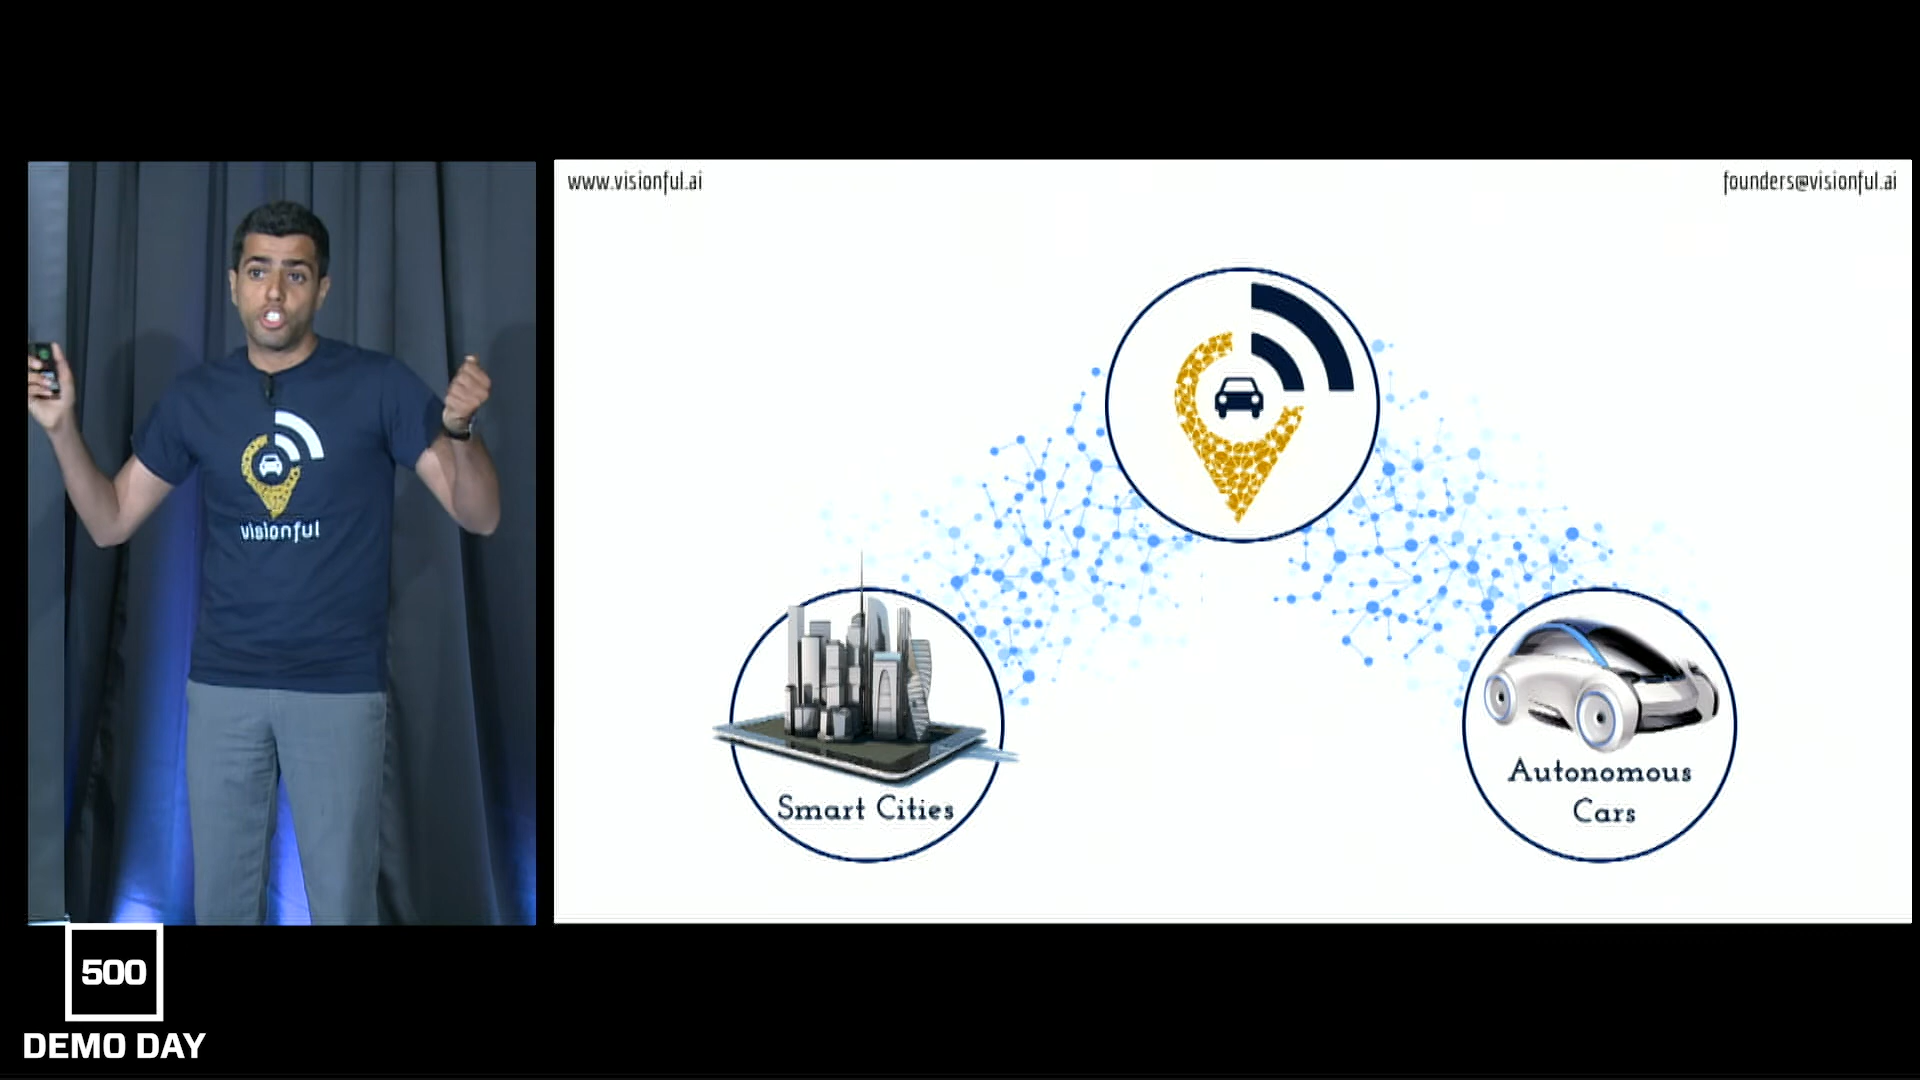 www.visionful.ai
founders@visionful.ai
visionful
Smart Cities
Autonomous
Cars
500
DEMO DAY